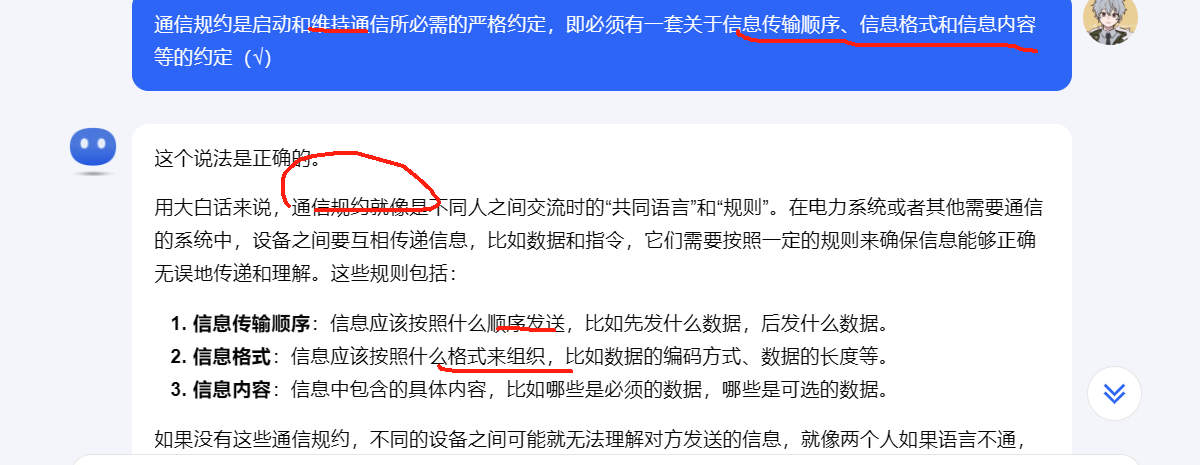 通信规约是启动和维持通信所必需的严格约定，即必须有一套关于信息传输顺序、信息格式和信息内容
等的约定（√）
这个说法是正确的。
用大白话来说，通信规约就像是不同人之间交流时的“共同语言”和“规则”。在电力系统或者其他需要通信
的系统中，设备之间要互相传递信息，比如数据和指令，它们需要按照一定的规则来确保信息能够正确
无误地传递和理解。这些规则包括：
1. 信息传输顺序：信息应该按照什么顺序发送，比如先发什么数据，后发什么数据。
2. 信息格式：信息应该按照什么格式来组织，比如数据的编码方式、数据的长度等。
3. 信息内容：信息中包含的具体内容，比如哪些是必须的数据，哪些是可选的数据。
如果没有这些通信规约，不同的设备之间可能就无法理解对方发送的信息，就像两个人如果语言不通，